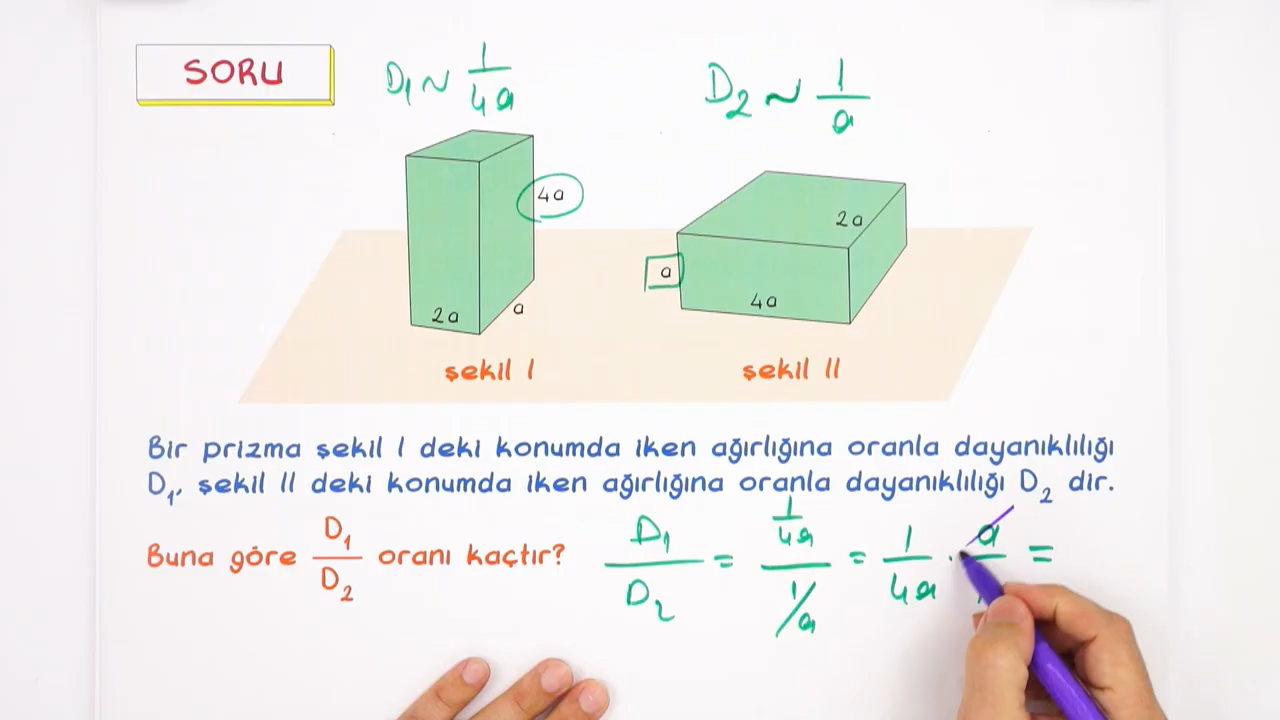 SORU
D₁ ~ 1/4a
D₂ ~ 1/a
4a
2a
a
şekil I
2a
a
4a
şekil II
Bir prizma şekil I deki konumda iken ağırlığına oranla dayanıklılığı
D₁, şekil II deki konumda iken ağırlığına oranla dayanıklılığı D₂ dir.
Buna göre D₁/D₂ oranı kaçtır?
D₁/D₂ = (1/4a)/(1/a) = 1/4a · a/1 =